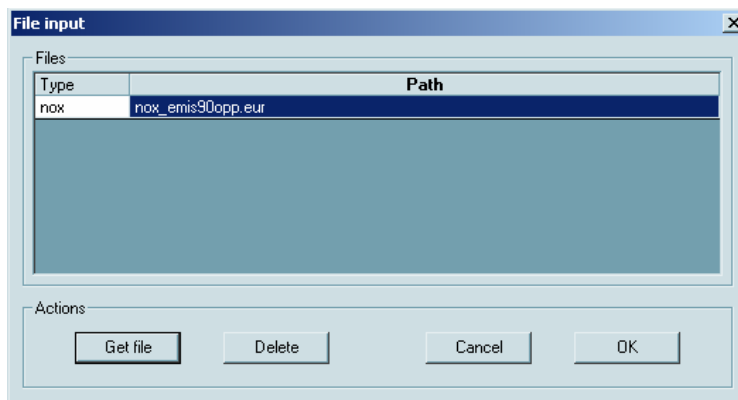 File input
Files
Type Path
nox nox_emis90opp.eur
Actions
Get file Delete Cancel OK